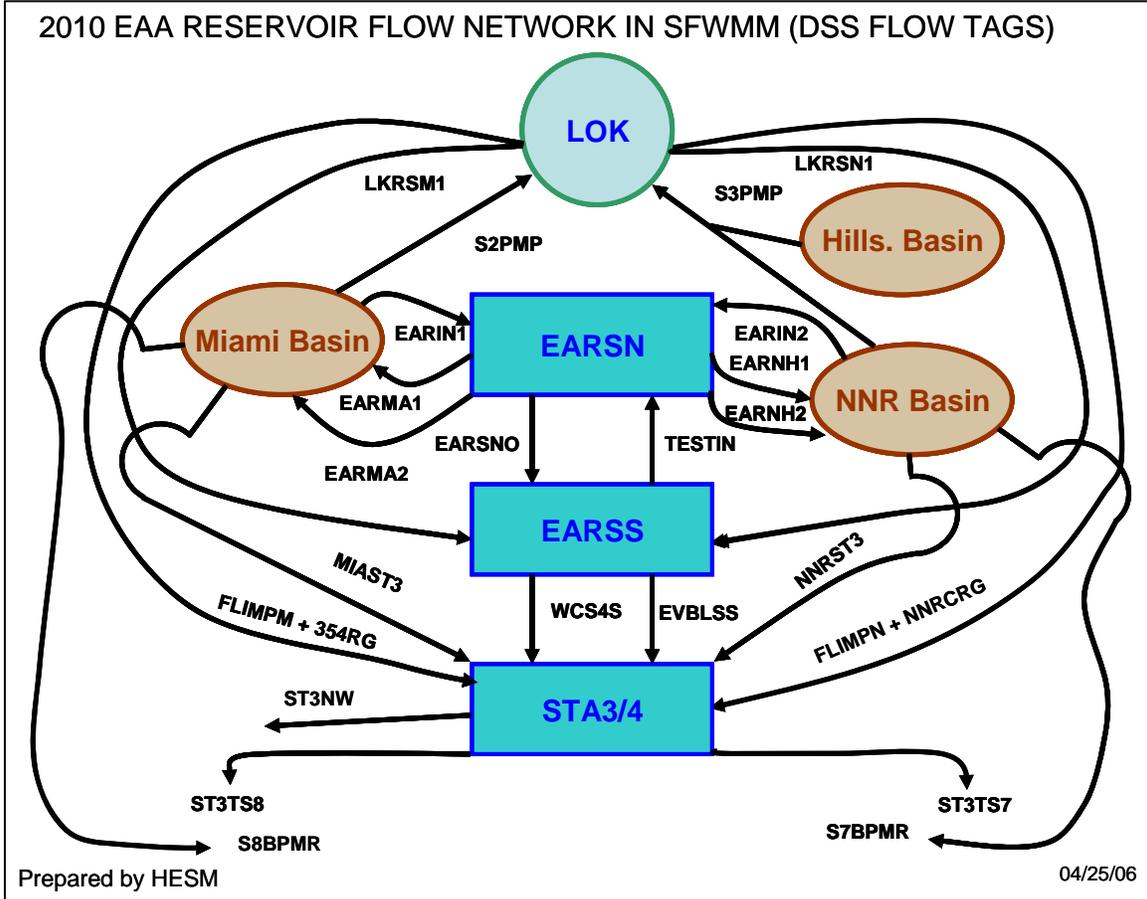 2010 EAA RESERVOIR FLOW NETWORK IN SFWMM (DSS FLOW TAGS)
LOK
LKRSM1
LKRSN1
S3PMP
S2PMP
Hills. Basin
Miami Basin
EARIN1
EARSN
EARIN2
EARNH1
NNR Basin
EARMA1
EARNH2
EARSNO
TESTIN
EARMA2
EARSS
MIAST3
NNRST3
WCS4S
EVBLSS
FLIMPM + 354RG
FLIMPN + NNRCRG
ST3NW
STA3/4
ST3TS8
ST3TS7
S8BPMR
S7BPMR
Prepared by HESM
04/25/06